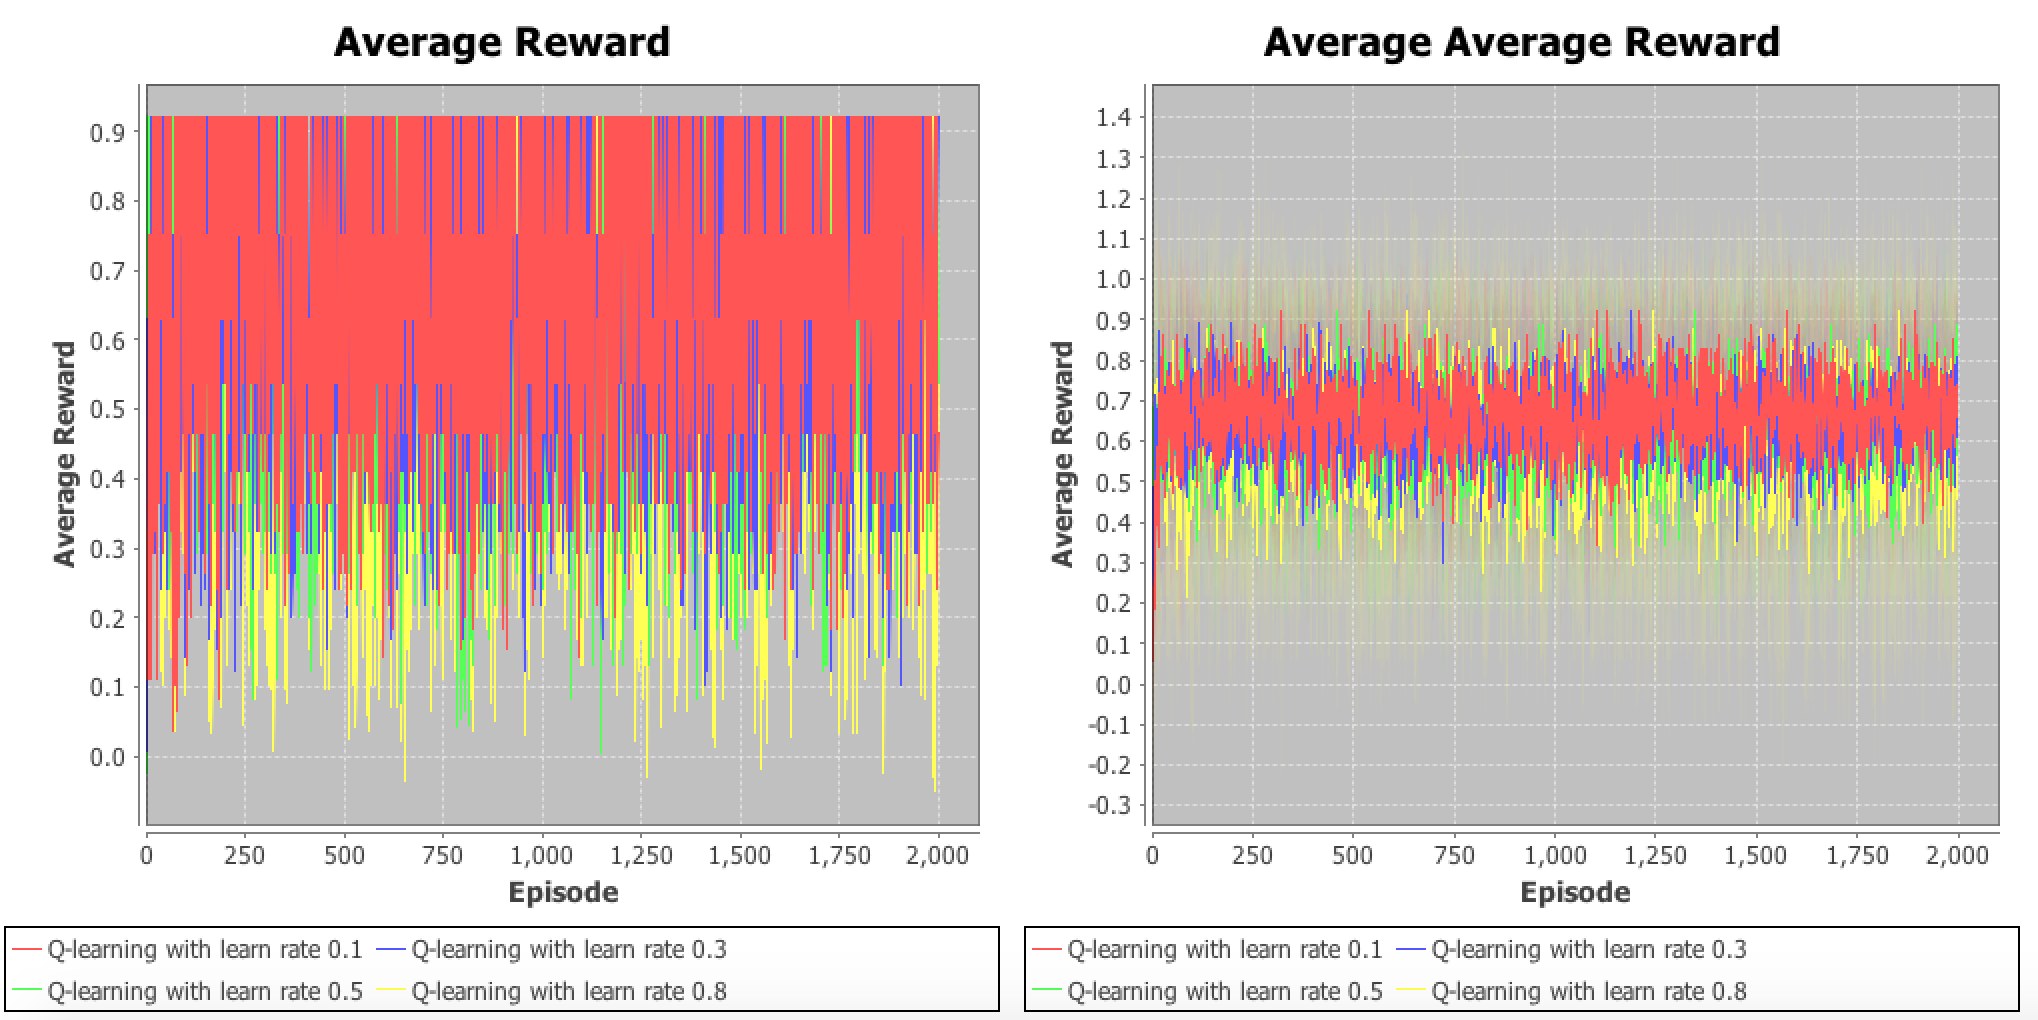 Average Reward
Average Reward
0.9
0.8
0.7
0.6
0.5
0.4
0.3
0.2
0.1
0.0
0 250 500 750 1,000 1,250 1,500 1,750 2,000
Episode
Q-learning with learn rate 0.1 Q-learning with learn rate 0.3
Q-learning with learn rate 0.5 Q-learning with learn rate 0.8
Average Average Reward
Average Reward
1.4
1.3
1.2
1.1
1.0
0.9
0.8
0.7
0.6
0.5
0.4
0.3
0.2
0.1
0.0
-0.1
-0.2
-0.3
0 250 500 750 1,000 1,250 1,500 1,750 2,000
Episode
Q-learning with learn rate 0.1 Q-learning with learn rate 0.3
Q-learning with learn rate 0.5 Q-learning with learn rate 0.8